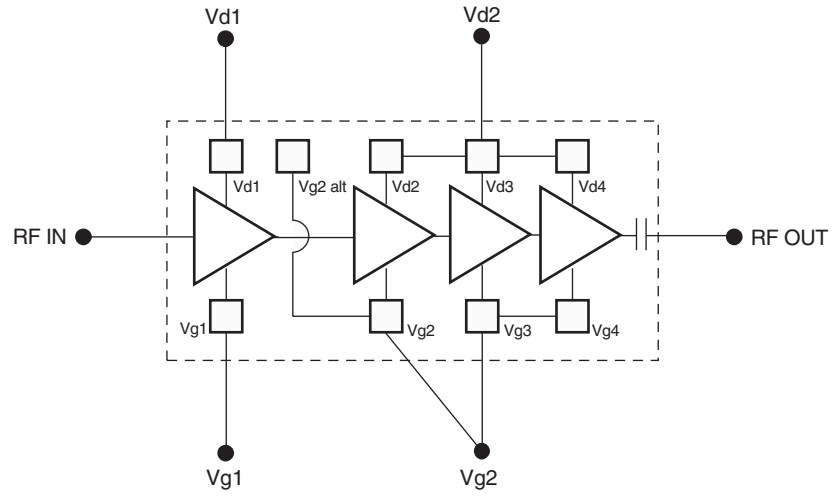 Vd1
Vd2
Vd1
Vg2 alt
Vd2
Vd3
Vd4
RF IN
RF OUT
Vg1
Vg2
Vg3
Vg4
Vg1
Vg2